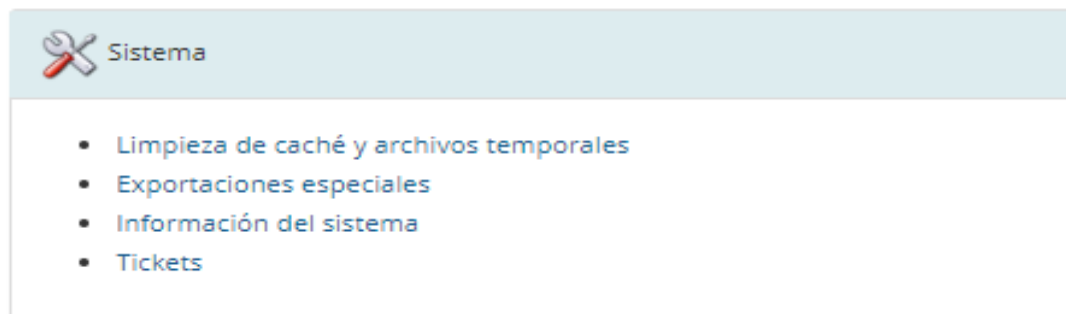 Sistema
Limpieza de caché y archivos temporales
Exportaciones especiales
Información del sistema
Tickets